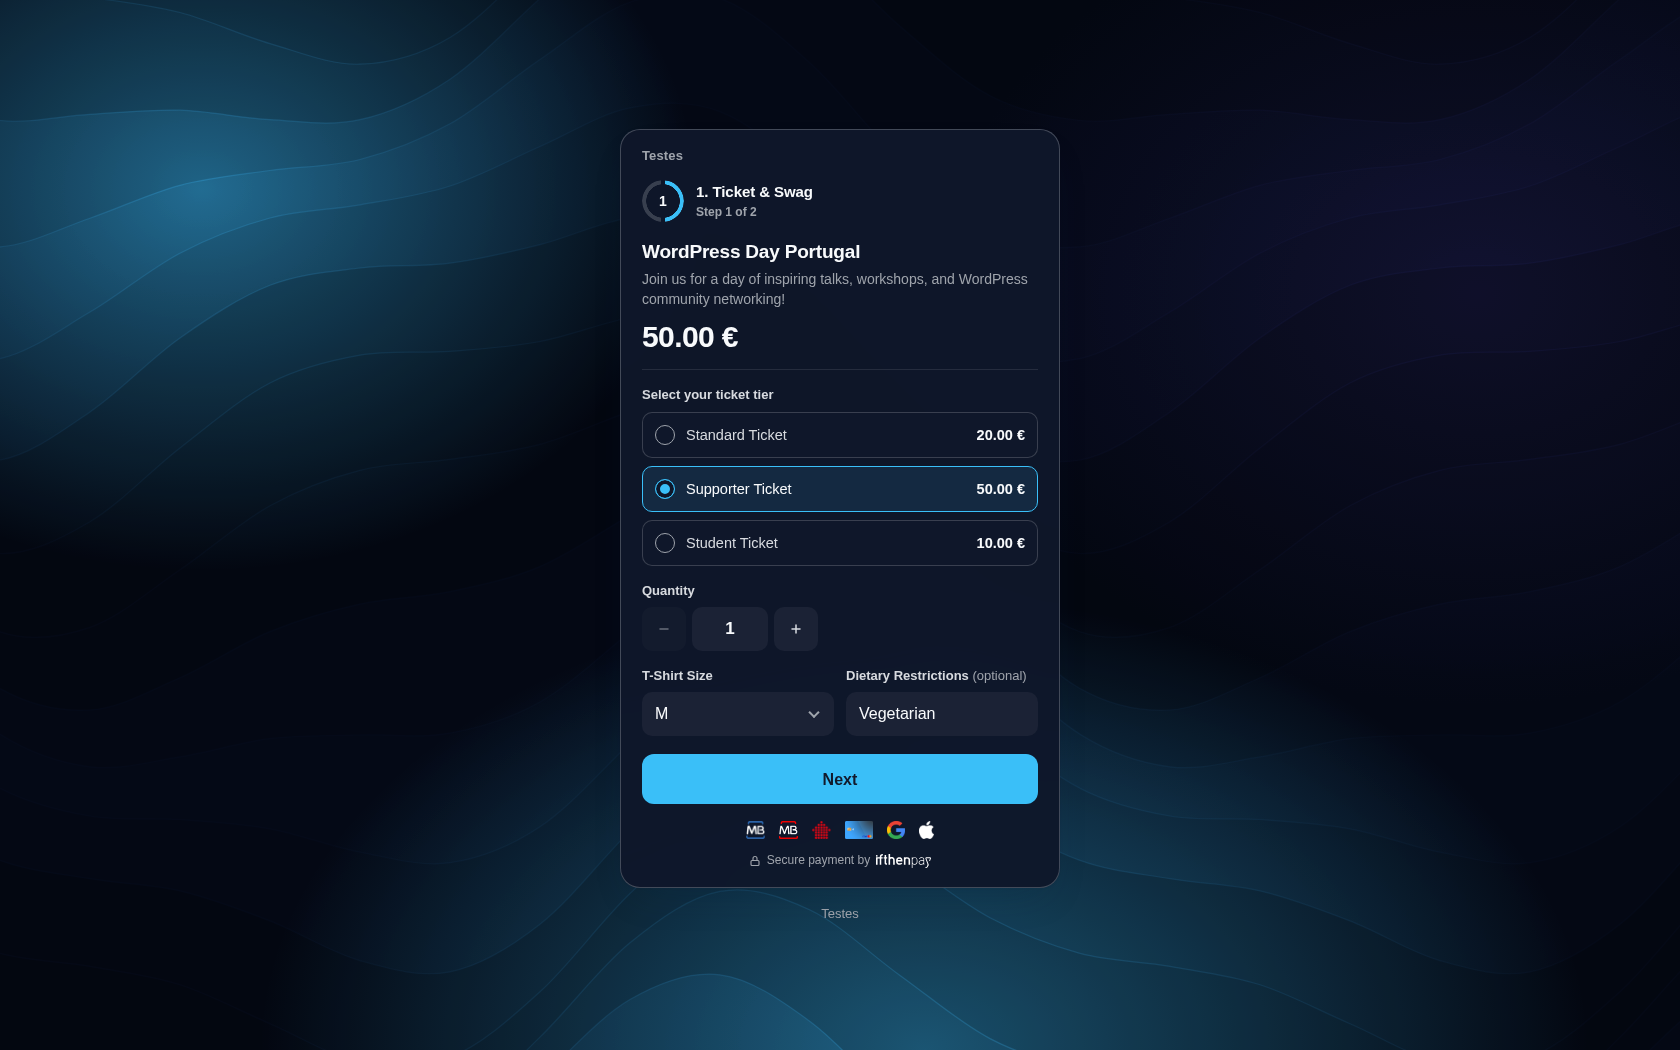 Testes
1
1. Ticket & Swag
Step 1 of 2
WordPress Day Portugal
Join us for a day of inspiring talks, workshops, and WordPress
community networking!
50.00 €
Select your ticket tier
Standard Ticket 20.00 €
Supporter Ticket 50.00 €
Student Ticket 10.00 €
Quantity
− 1 +
T-Shirt Size Dietary Restrictions (optional)
M Vegetarian
Next
MB MB G
Secure payment by ifthenpay
Testes